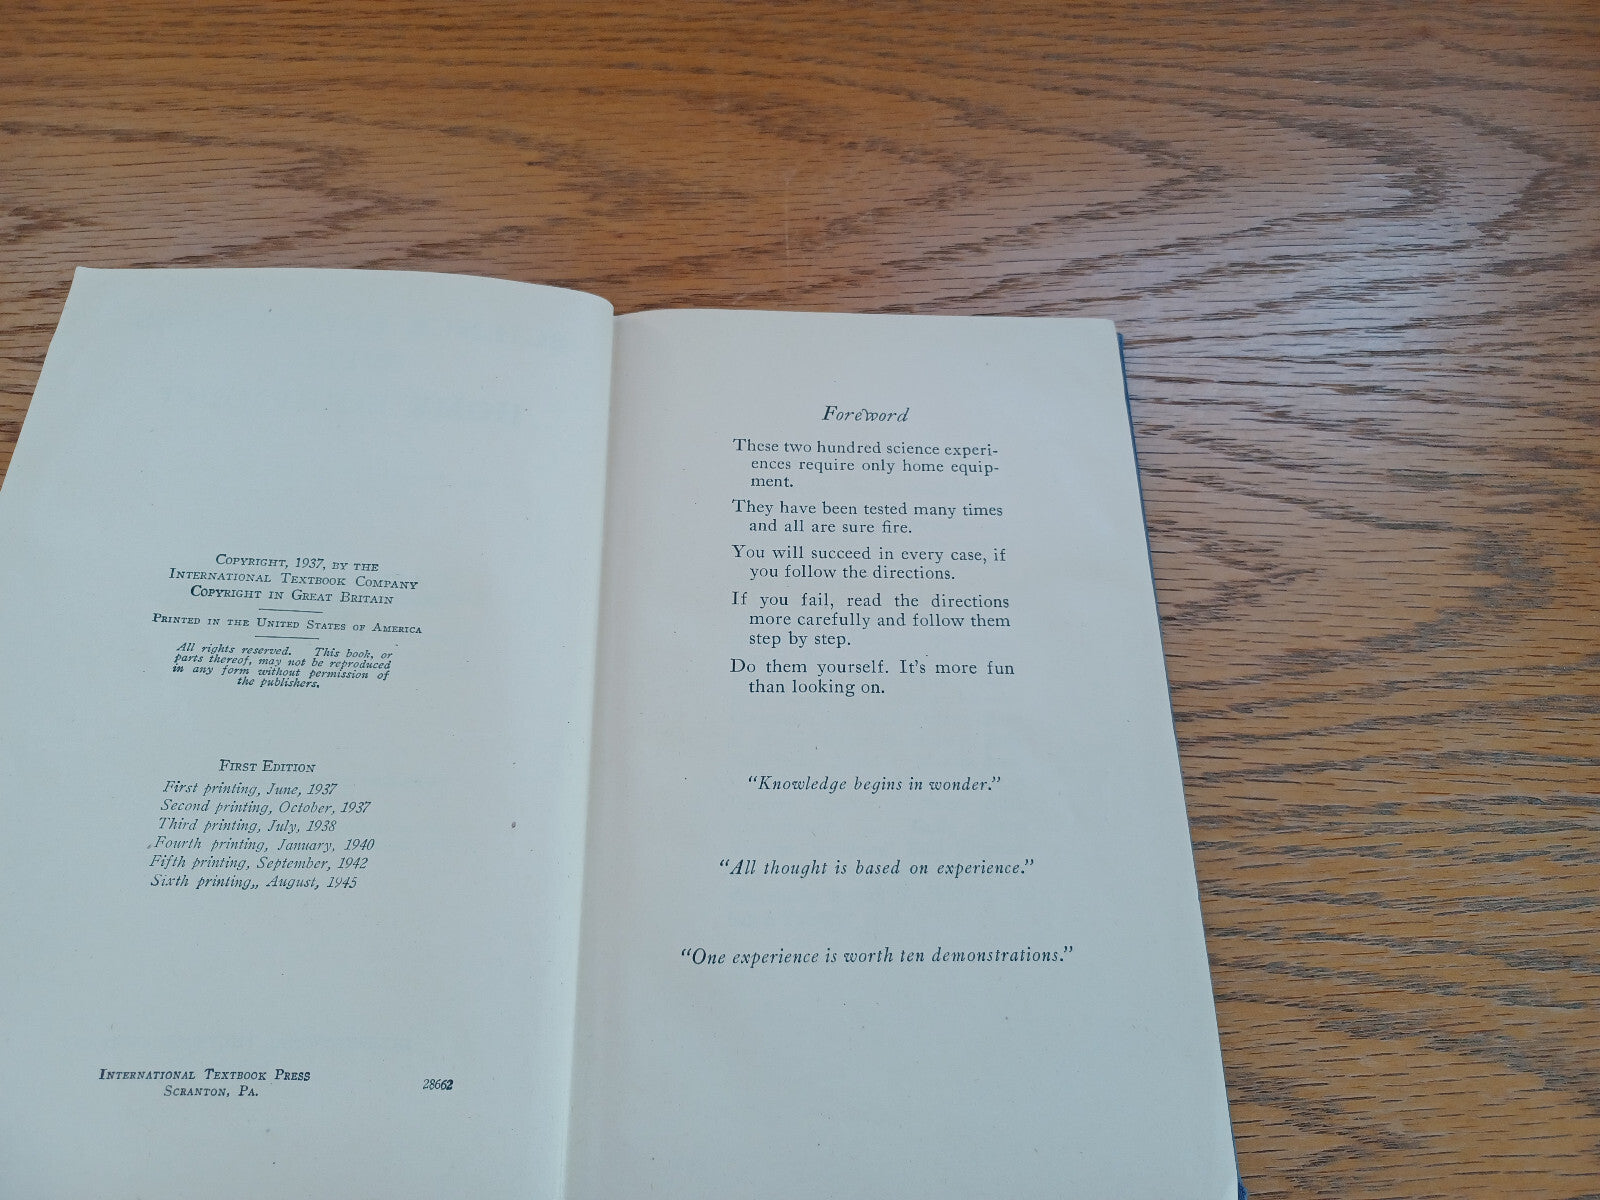 Copyright, 1937, by the
International Textbook Company
Copyright in Great Britain
Printed in the United States of America
All rights reserved. This book, or
parts thereof, may not be reproduced
in any form without permission of
the publishers.
First Edition
First printing, June, 1937
Second printing, October, 1937
Third printing, July, 1938
Fourth printing, January, 1940
Fifth printing, September, 1942
Sixth printing,, August, 1945
International Textbook Press
Scranton, Pa.
28662
Foreword
These two hundred science experi-
ences require only home equip-
ment.
They have been tested many times
and all are sure fire.
You will succeed in every case, if
you follow the directions.
If you fail, read the directions
more carefully and follow them
step by step.
Do them yourself. It's more fun
than looking on.
"Knowledge begins in wonder."
"All thought is based on experience."
"One experience is worth ten demonstrations."